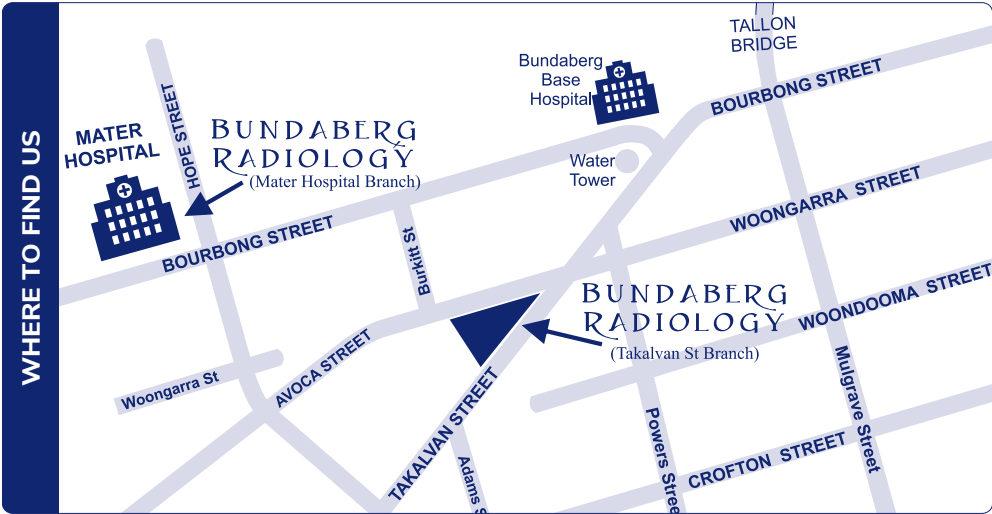 WHERE TO FIND US
TALLON
BRIDGE
BOURBONG STREET
Bundaberg
Base
Hospital
HOPE STREET
MATER
HOSPITAL
BUNDABERG
RADIOLOGY
(Mater Hospital Branch)
Water
Tower
WOONGARRA STREET
BOURBONG STREET
Burkitt St
BUNDABERG
RADIOLOGY
(Takalvan St Branch)
WOONDOOMA STREET
AVOCA STREET
Woongarra St
TAKALVAN STREET
Mulgrave Street
Powers Stree
CROFTON STREET
Adams S